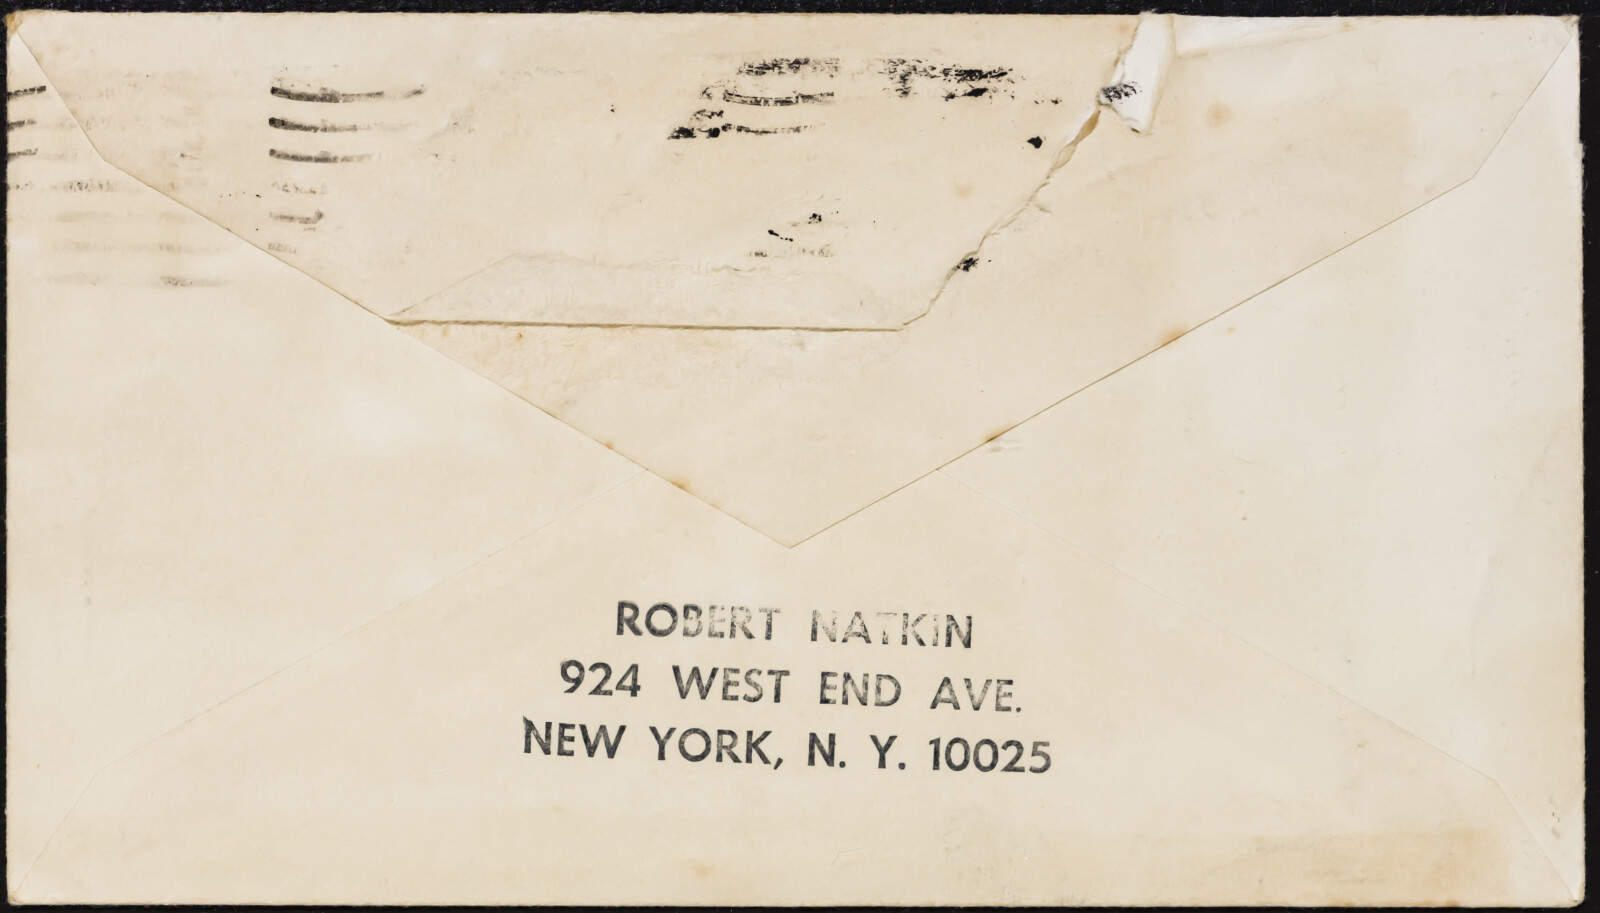 ROBERT NATKIN
924 WEST END AVE.
NEW YORK, N. Y. 10025